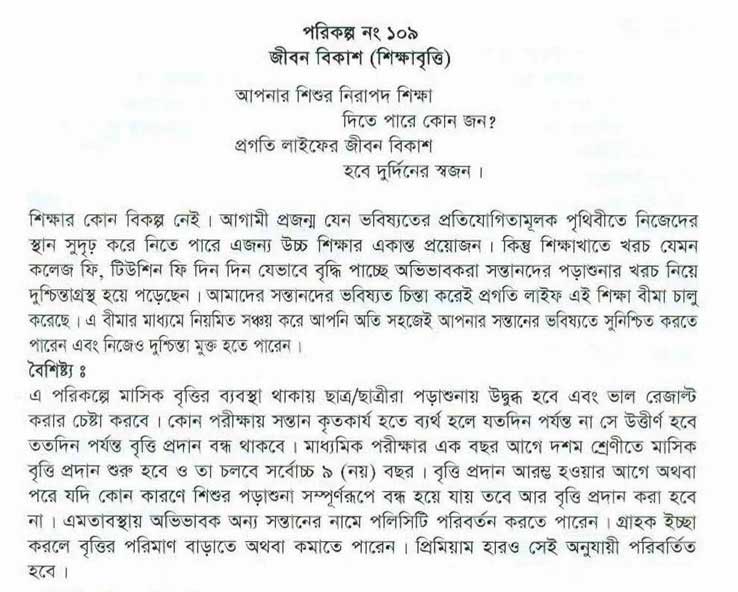 পরিকল্প নং ১০৯
জীবন বিকাশ (শিক্ষাবৃত্তি)
আপনার শিশুর নিরাপদ শিক্ষা
দিতে পারে কোন জন?
প্রগতি লাইফের জীবন বিকাশ
হবে দুর্দিনের স্বজন ।
শিক্ষার কোন বিকল্প নেই । আগামী প্রজন্ম যেন ভবিষ্যতের প্রতিযোগিতামূলক পৃথিবীতে নিজেদের
স্থান সুদৃঢ় করে নিতে পারে এজন্য উচ্চ শিক্ষার একান্ত প্রয়োজন । কিন্তু শিক্ষাখাতে খরচ যেমন
কলেজ ফি, টিউশিন ফি দিন দিন যেভাবে বৃদ্ধি পাচ্ছে অভিভাবকরা সন্তানদের পড়াশুনার খরচ নিয়ে
দুশ্চিন্তাগ্রস্থ হয়ে পড়েছেন । আমাদের সন্তানদের ভবিষ্যত চিন্তা করেই প্রগতি লাইফ এই শিক্ষা বীমা চালু
করেছে । এ বীমার মাধ্যমে নিয়মিত সঞ্চয় করে আপনি অতি সহজেই আপনার সন্তানের ভবিষ্যতে সুনিশ্চিত করতে
পারেন এবং নিজেও দুশ্চিন্তা মুক্ত হতে পারেন ।
বৈশিষ্ট্য ঃ
এ পরিকল্পে মাসিক বৃত্তির ব্যবস্থা থাকায় ছাত্র/ছাত্রীরা পড়াশুনায় উদ্বুদ্ধ হবে এবং ভাল রেজাল্ট
করার চেষ্টা করবে । কোন পরীক্ষায় সন্তান কৃতকার্য হতে ব্যর্থ হলে যতদিন পর্যন্ত না সে উত্তীর্ণ হবে
ততদিন পর্যন্ত বৃত্তি প্রদান বন্ধ থাকবে । মাধ্যমিক পরীক্ষার এক বছর আগে দশম শ্রেণীতে মাসিক
বৃত্তি প্রদান শুরু হবে ও তা চলবে সর্বোচ্চ ৯ (নয়) বছর । বৃত্তি প্রদান আরম্ভ হওয়ার আগে অথবা
পরে যদি কোন কারণে শিশুর পড়াশুনা সম্পূর্ণরূপে বন্ধ হয়ে যায় তবে আর বৃত্তি প্রদান করা হবে
না । এমতাবস্থায় অভিভাবক অন্য সন্তানের নামে পলিসিটি পরিবর্তন করতে পারেন । গ্রাহক ইচ্ছা
করলে বৃত্তির পরিমাণ বাড়াতে অথবা কমাতে পারেন । প্রিমিয়াম হারও সেই অনুযায়ী পরিবর্তিত
হবে ।